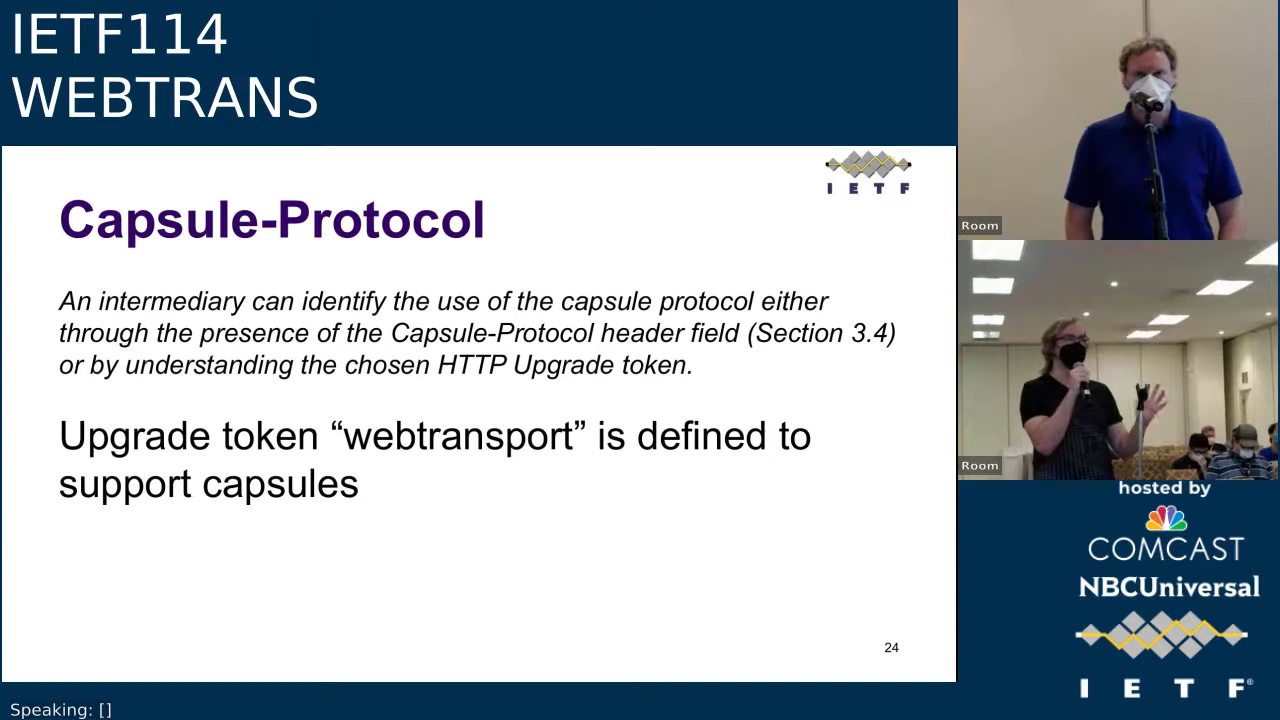 IETF114
WEBTRANS
I E T F
Capsule-Protocol
An intermediary can identify the use of the capsule protocol either
through the presence of the Capsule-Protocol header field (Section 3.4)
or by understanding the chosen HTTP Upgrade token.
Upgrade token “webtransport” is defined to
support capsules
24
Room
Room
hosted by
COMCAST
NBCUniversal
I E T F®
Speaking: []